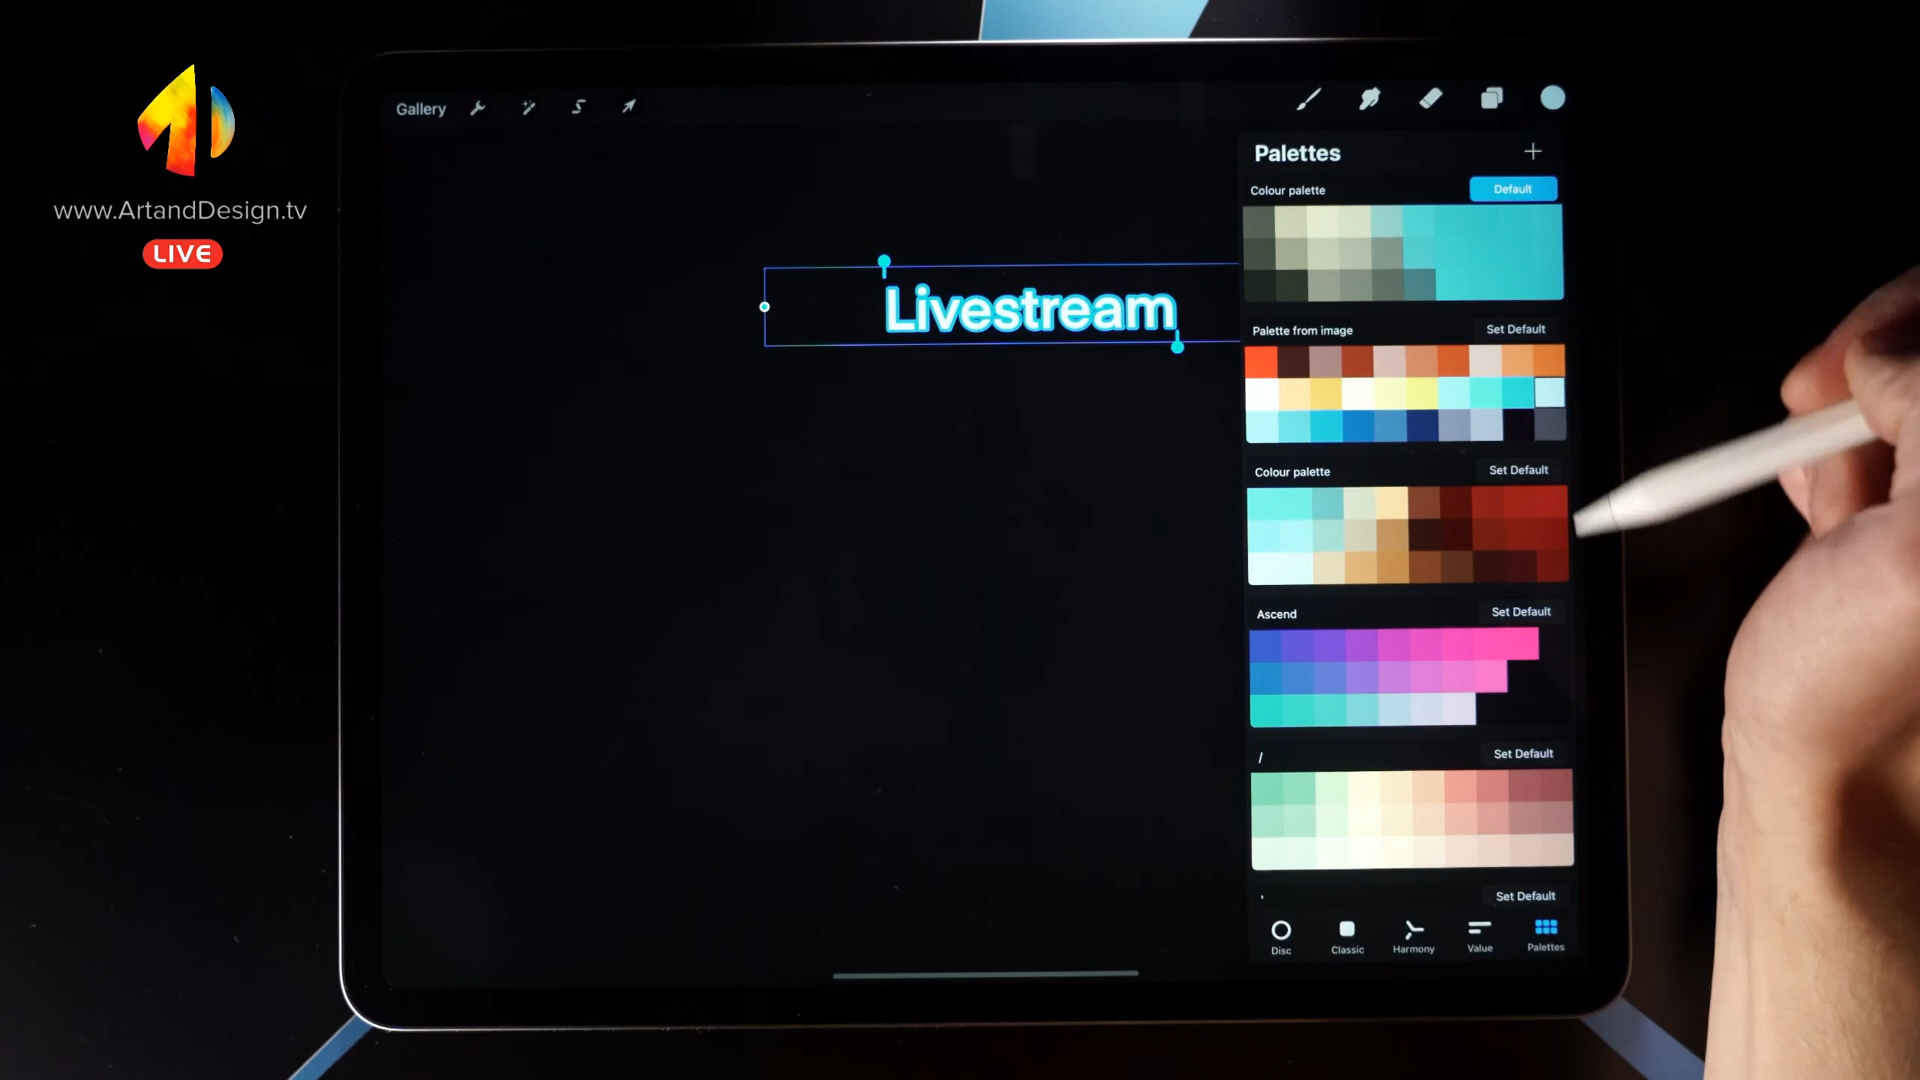 www.ArtandDesign.tv
LIVE
Gallery
Livestream
Palettes
Colour palette
Default
Palette from image
Set Default
Colour palette
Set Default
Ascend
Set Default
/
Set Default
'
Set Default
Disc
Classic
Harmony
Value
Palettes